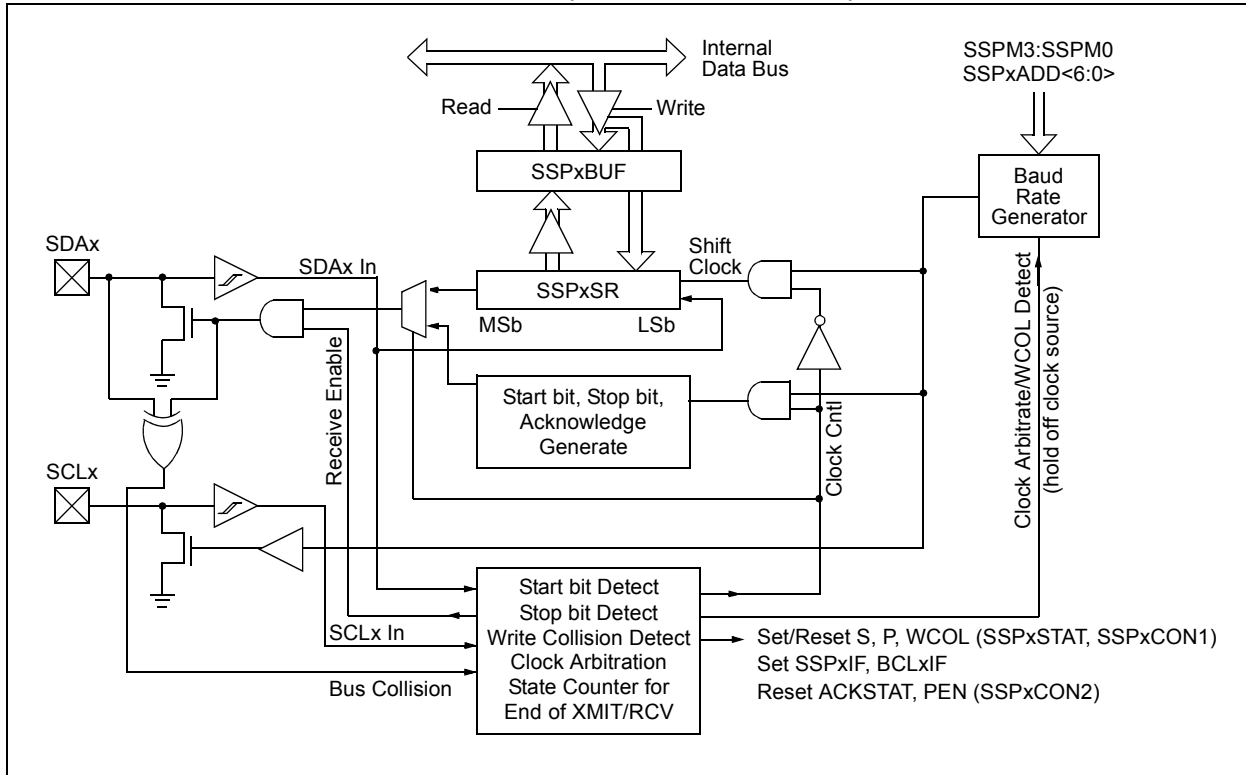 Internal
Data Bus
SSPM3:SSPM0
SSPxADD<6:0>
Read
Write
SSPxBUF
Baud
Rate
Generator
SDAx
SDAx In
Shift
Clock
SSPxSR
MSb
LSb
Receive Enable
Start bit, Stop bit,
Acknowledge
Generate
Clock Cntl
Clock Arbitrate/WCOL Detect
(hold off clock source)
SCLx
SCLx In
Bus Collision
Start bit Detect
Stop bit Detect
Write Collision Detect
Clock Arbitration
State Counter for
End of XMIT/RCV
Set/Reset S, P, WCOL (SSPxSTAT, SSPxCON1)
Set SSPxIF, BCLxIF
Reset ACKSTAT, PEN (SSPxCON2)